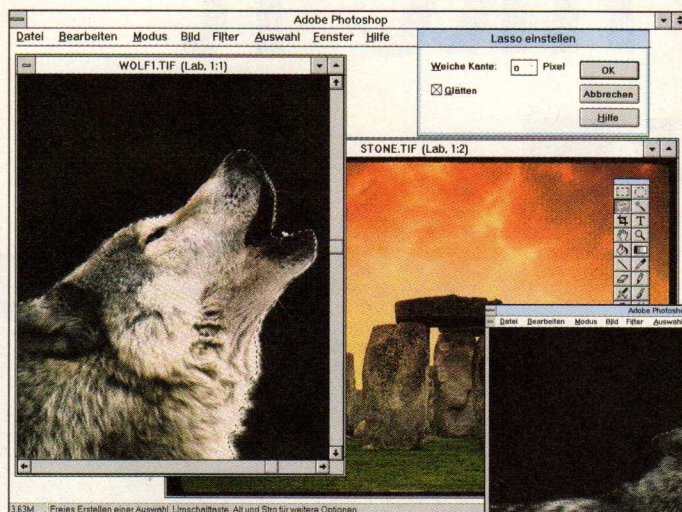 Adobe Photoshop
Datei Bearbeiten Modus Bild Filter Auswahl Fenster Hilfe
Lasso einstellen
Weiche Kante: 0 Pixel
OK
Glätten
Abbrechen
Hilfe
WOLF1.TIF (Lab, 1:1)
STONE.TIF (Lab, 1:2)
T
Adobe Photosh
Datei Bearbeiten Modus Bild Filter Auswahl
3,63M Freies Erstellen einer Auswahl. Umschalttaste, Alt und Strg für weitere Optionen.